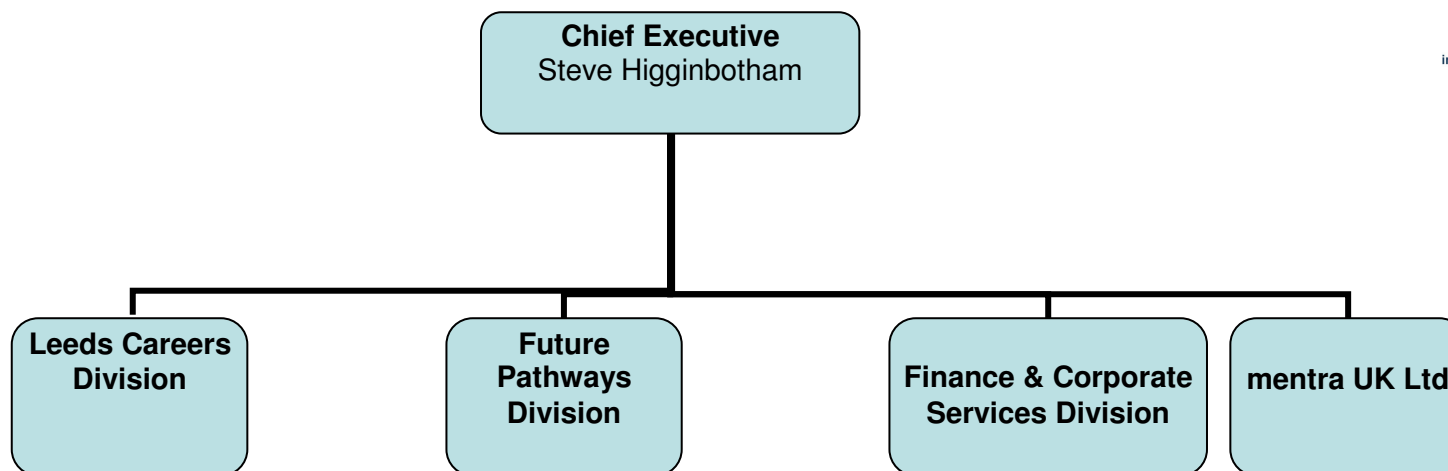 Chief Executive
Steve Higginbotham
Leeds Careers
Division
Future
Pathways
Division
Finance & Corporate
Services Division
mentra UK Ltd